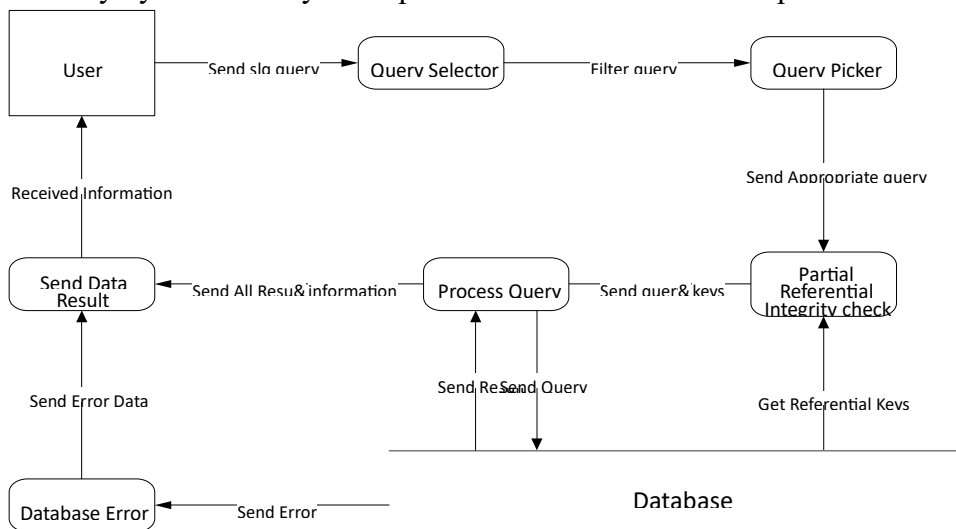 User
Send slq query
Query Selector
Filter query
Query Picker
Received Information
Send Appropriate query
Send Data
Result
Send All Resu& information
Process Query
Send quer& keys
Partial
Referential
Integrity check
Send Error Data
Send
Send Query
Get Referential Keys
Database Error
Send Error
Database